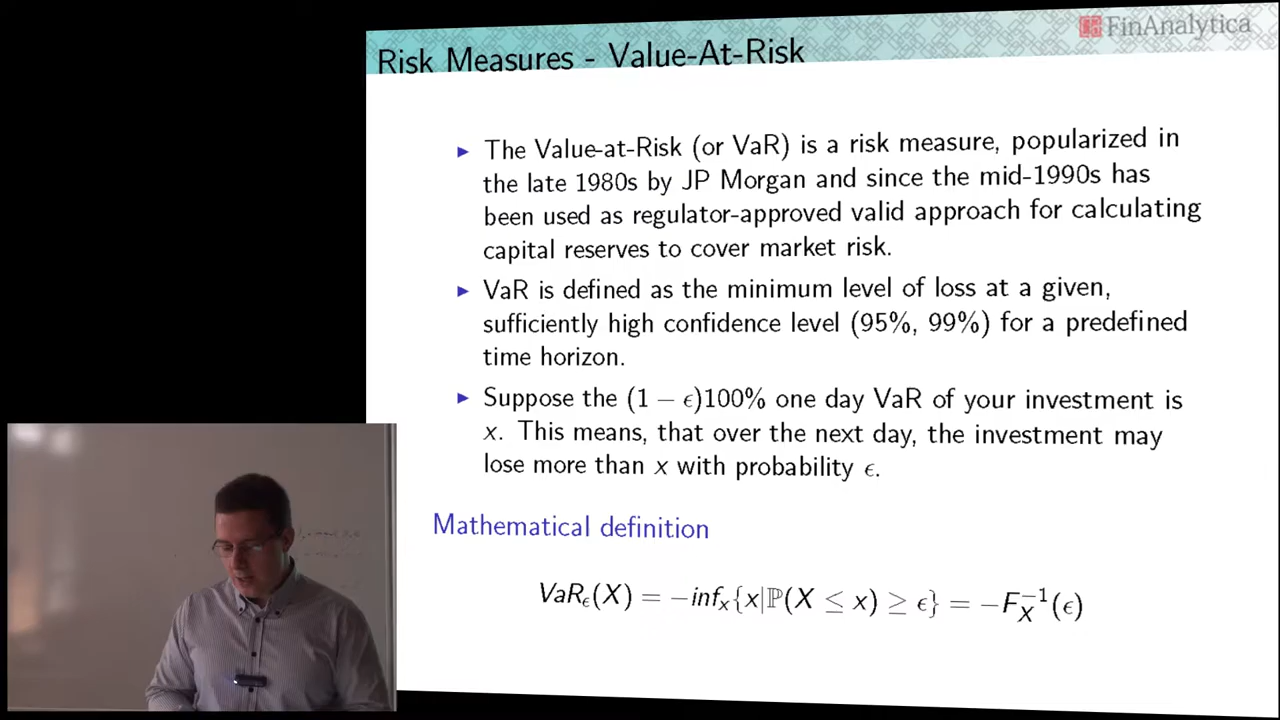 FinAnalytica
Risk Measures - Value-At-Risk
► The Value-at-Risk (or VaR) is a risk measure, popularized in
the late 1980s by JP Morgan and since the mid-1990s has
been used as regulator-approved valid approach for calculating
capital reserves to cover market risk.
► VaR is defined as the minimum level of loss at a given,
sufficiently high confidence level (95%, 99%) for a predefined
time horizon.
► Suppose the (1 − ϵ)100% one day VaR of your investment is
x. This means, that over the next day, the investment may
lose more than x with probability ϵ.
Mathematical definition
VaR_ϵ(X) = −inf_x{x|ℙ(X ≤ x) ≥ ϵ} = −F_X^{−1}(ϵ)